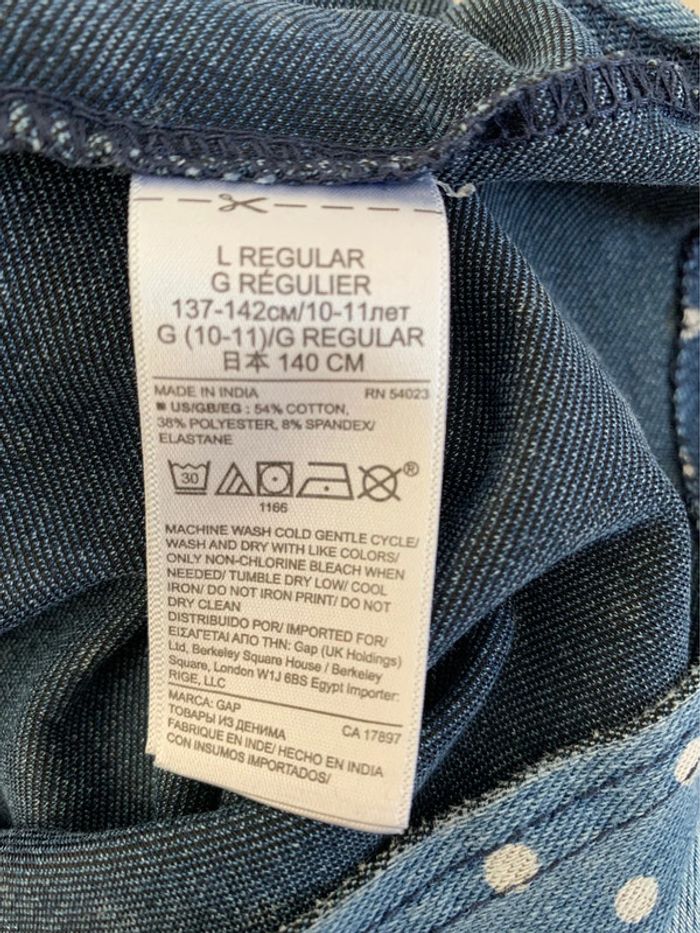 L REGULAR
G RÉGULIER
137-142см/10-11лет
G (10-11)/G REGULAR
日本 140 CM
MADE IN INDIA RN 54023
■ US/GB/EG : 54% COTTON,
38% POLYESTER, 8% SPANDEX/
ELASTANE
30
®
1166
MACHINE WASH COLD GENTLE CYCLE/
WASH AND DRY WITH LIKE COLORS/
ONLY NON-CHLORINE BLEACH WHEN
NEEDED/ TUMBLE DRY LOW/ COOL
IRON/ DO NOT IRON PRINT/ DO NOT
DRY CLEAN
DISTRIBUIDO POR/ IMPORTED FOR/
ΕΙΣΑΓΕΤΑΙ ΑΠΟ ΤΗΝ: Gap (UK Holdings)
Ltd, Berkeley Square House / Berkeley
Square, London W1J 6BS Egypt Importer:
RIGE, LLC
MARCA: GAP
ТОВАРЫ ИЗ ДЕНИМА CA 17897
FABRIQUE EN INDE/ HECHO EN INDIA
CON INSUMOS IMPORTADOS/